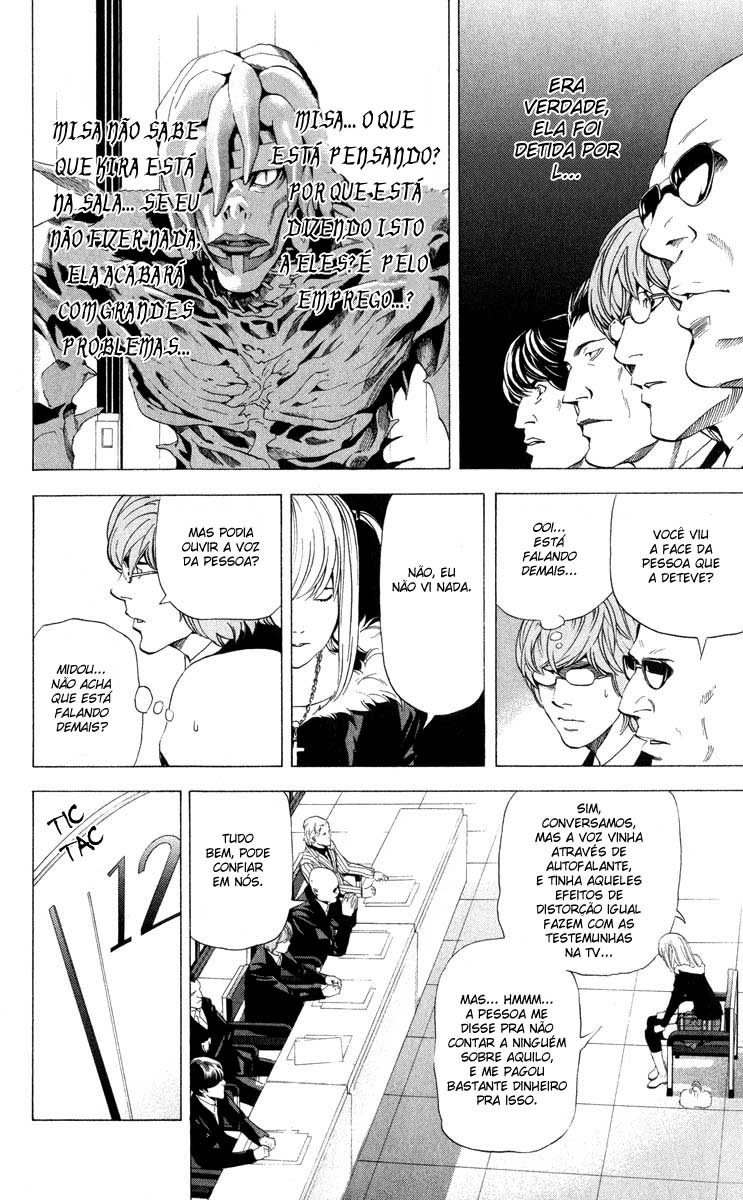 ERA
VERDADE,
ELA FOI
DETIDA POR
L...
MISA... O QUE
ESTÁ PENSANDO?
POR QUE ESTÁ
DIZENDO ISTO
A ELES? É PELO
EMPREGO...?
MISA NÃO SABE
QUE KIRA ESTÁ
NA SALA... SE EU
NÃO FIZER NADA,
ELA ACABARÁ
COM GRANDES
PROBLEMAS...
VOCÊ VIU
A FACE DA
PESSOA QUE
A DETEVE?
OOI...
ESTÁ
FALANDO
DEMAIS...
NÃO, EU
NÃO VI NADA.
MAS PODIA
OUVIR A VOZ
DA PESSOA?
MIDOU...
NÃO ACHA
QUE ESTÁ
FALANDO
DEMAIS?
SIM,
CONVERSAMOS,
MAS A VOZ VINHA
ATRAVÉS DE
AUTOFALANTE,
E TINHA AQUELES
EFEITOS DE
DISTORÇÃO IGUAL
FAZEM COM AS
TESTEMUNHAS
NA TV...
MAS... HMMM...
A PESSOA ME
DISSE PRA NÃO
CONTAR A NINGUÉM
SOBRE AQUILO,
E ME PAGOU
BASTANTE DINHEIRO
PRA ISSO.
TUDO
BEM, PODE
CONFIAR
EM NÓS.
TIC
TAC
12